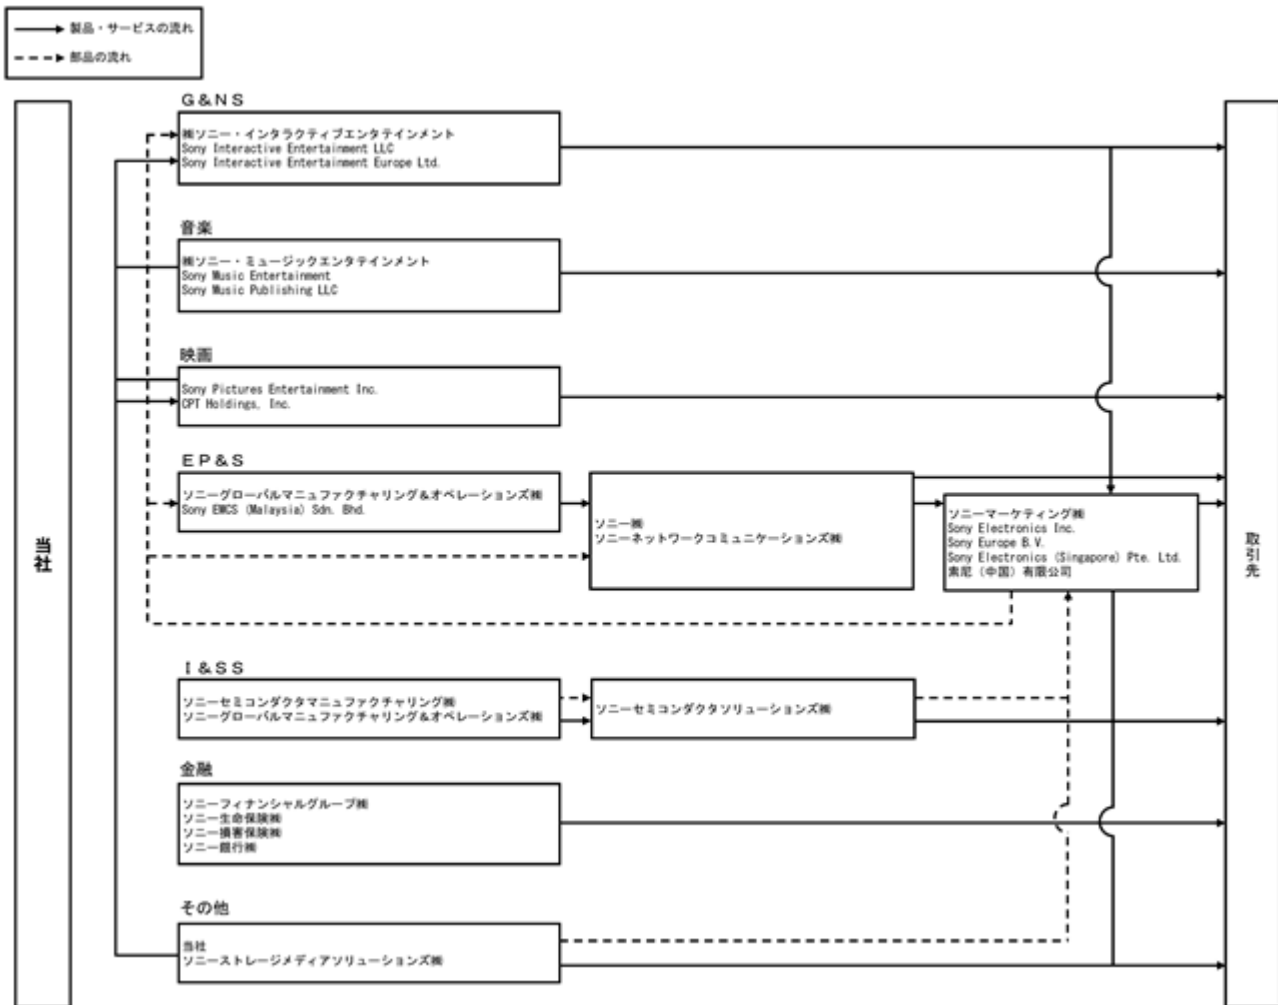 製品・サービスの流れ
部品の流れ
当社
G&NS
㈱ソニー・インタラクティブエンタテインメント
Sony Interactive Entertainment LLC
Sony Interactive Entertainment Europe Ltd.
音楽
㈱ソニー・ミュージックエンタテインメント
Sony Music Entertainment
Sony Music Publishing LLC
映画
Sony Pictures Entertainment Inc.
CPT Holdings, Inc.
EP&S
ソニーグローバルマニュファクチャリング&オペレーションズ㈱
Sony EMCS (Malaysia) Sdn. Bhd.
ソニー㈱
ソニーネットワークコミュニケーションズ㈱
ソニーマーケティング㈱
Sony Electronics Inc.
Sony Europe B.V.
Sony Electronics (Singapore) Pte. Ltd.
索尼（中国）有限公司
I&SS
ソニーセミコンダクタマニュファクチャリング㈱
ソニーグローバルマニュファクチャリング&オペレーションズ㈱
ソニーセミコンダクタソリューションズ㈱
金融
ソニーフィナンシャルグループ㈱
ソニー生命保険㈱
ソニー損害保険㈱
ソニー銀行㈱
その他
当社
ソニーストレージメディアソリューションズ㈱
取引先